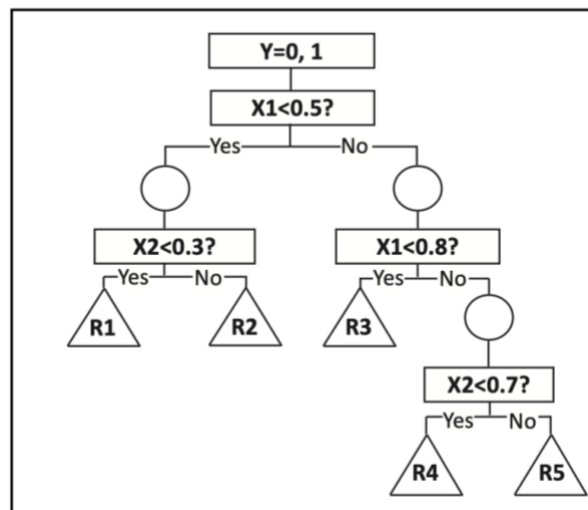 Y=0, 1
X1<0.5?
Yes No
X2<0.3? X1<0.8?
Yes No Yes No
R1 R2 R3
X2<0.7?
Yes No
R4 R5